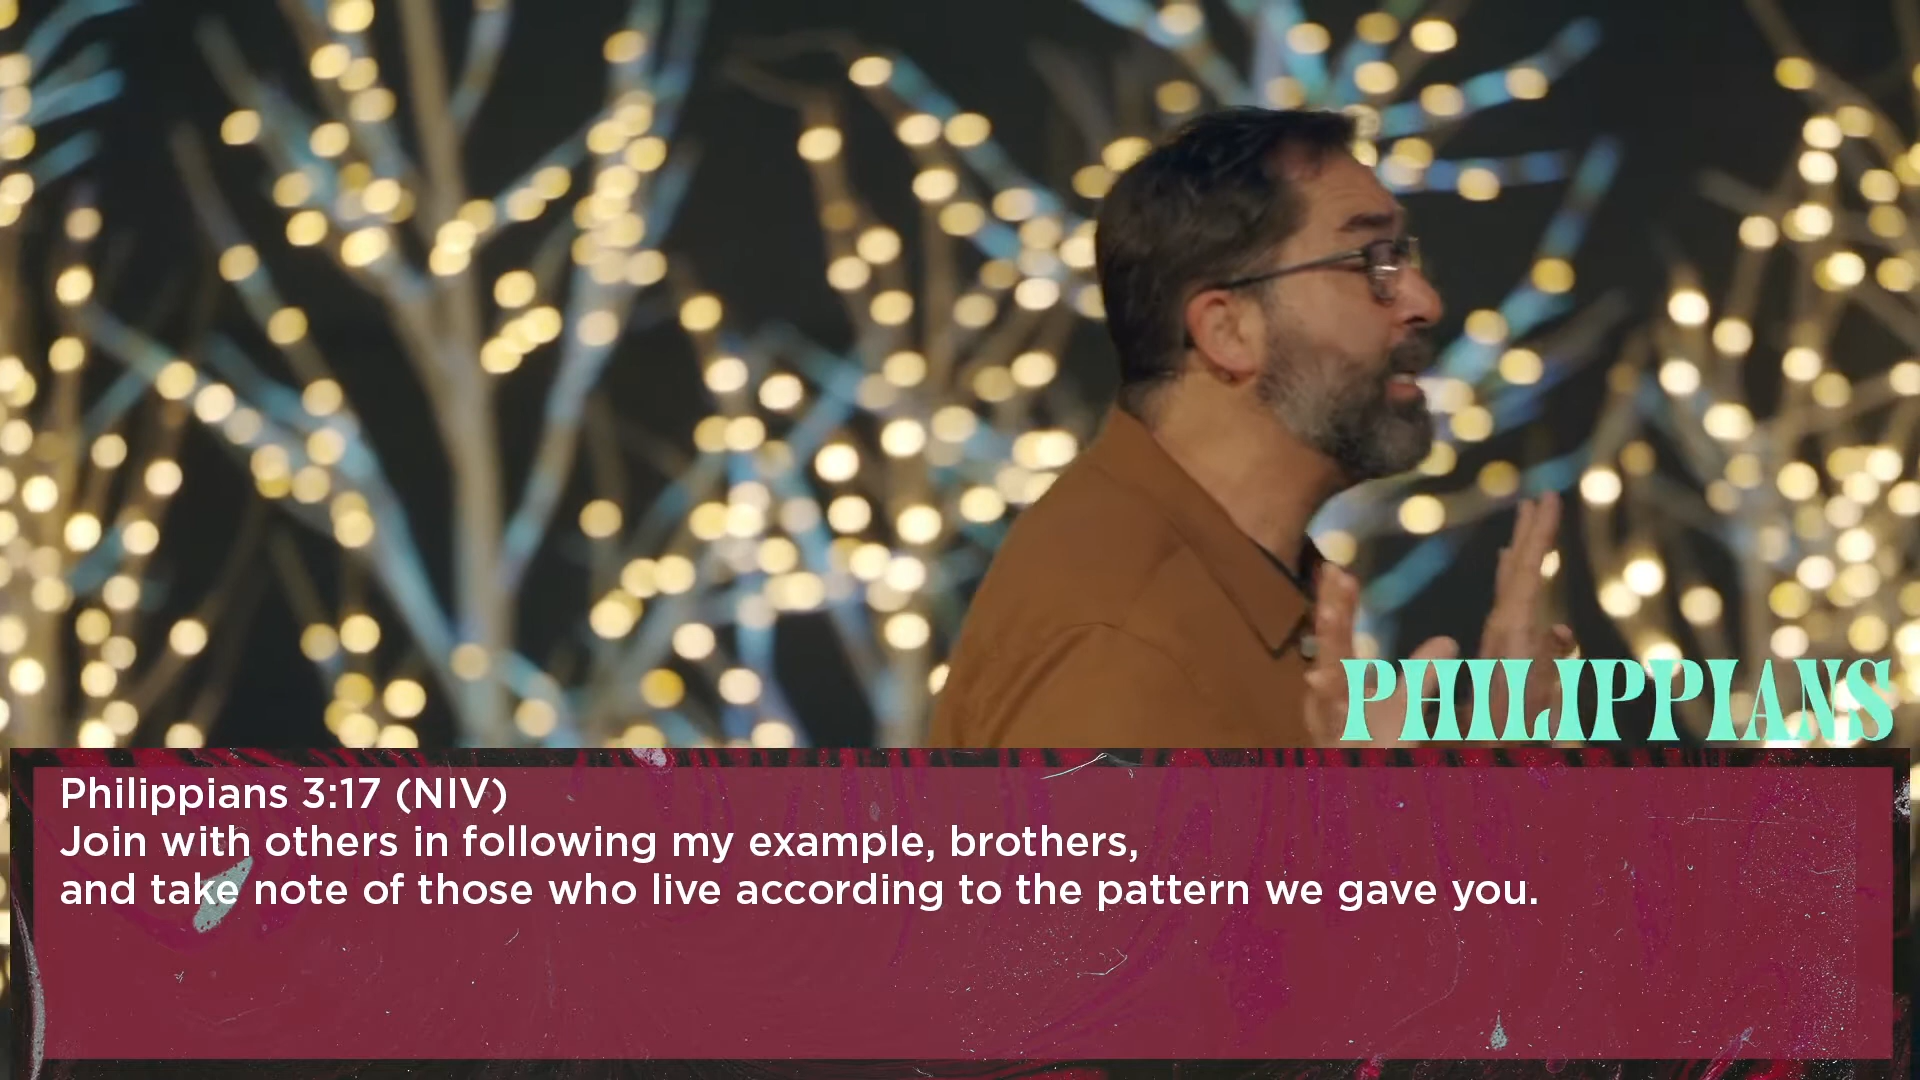 PHILIPPIANS
Philippians 3:17 (NIV)
Join with others in following my example, brothers,
and take note of those who live according to the pattern we gave you.